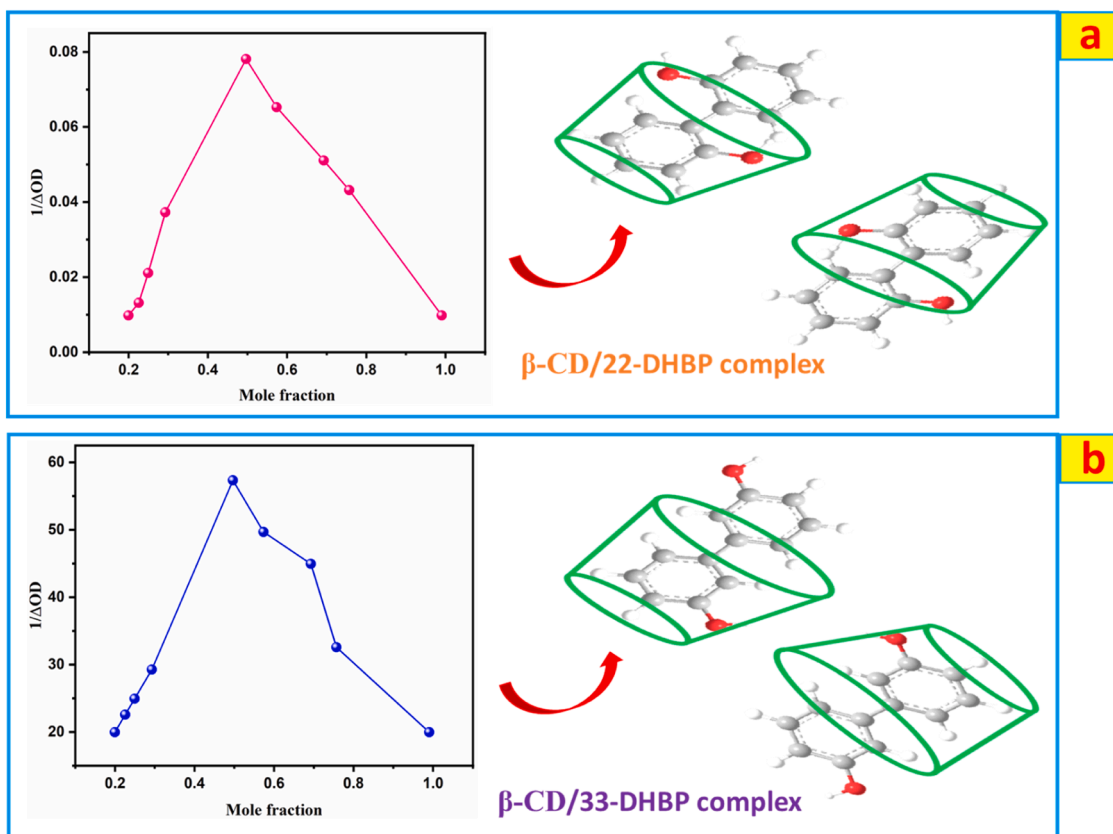 a
0.08
0.06
0.04
0.02
0.00
1/ΔOD
0.2 0.4 0.6 0.8 1.0
Mole fraction
β-CD/22-DHBP complex
b
60
50
40
30
20
1/ΔOD
0.2 0.4 0.6 0.8 1.0
Mole fraction
β-CD/33-DHBP complex